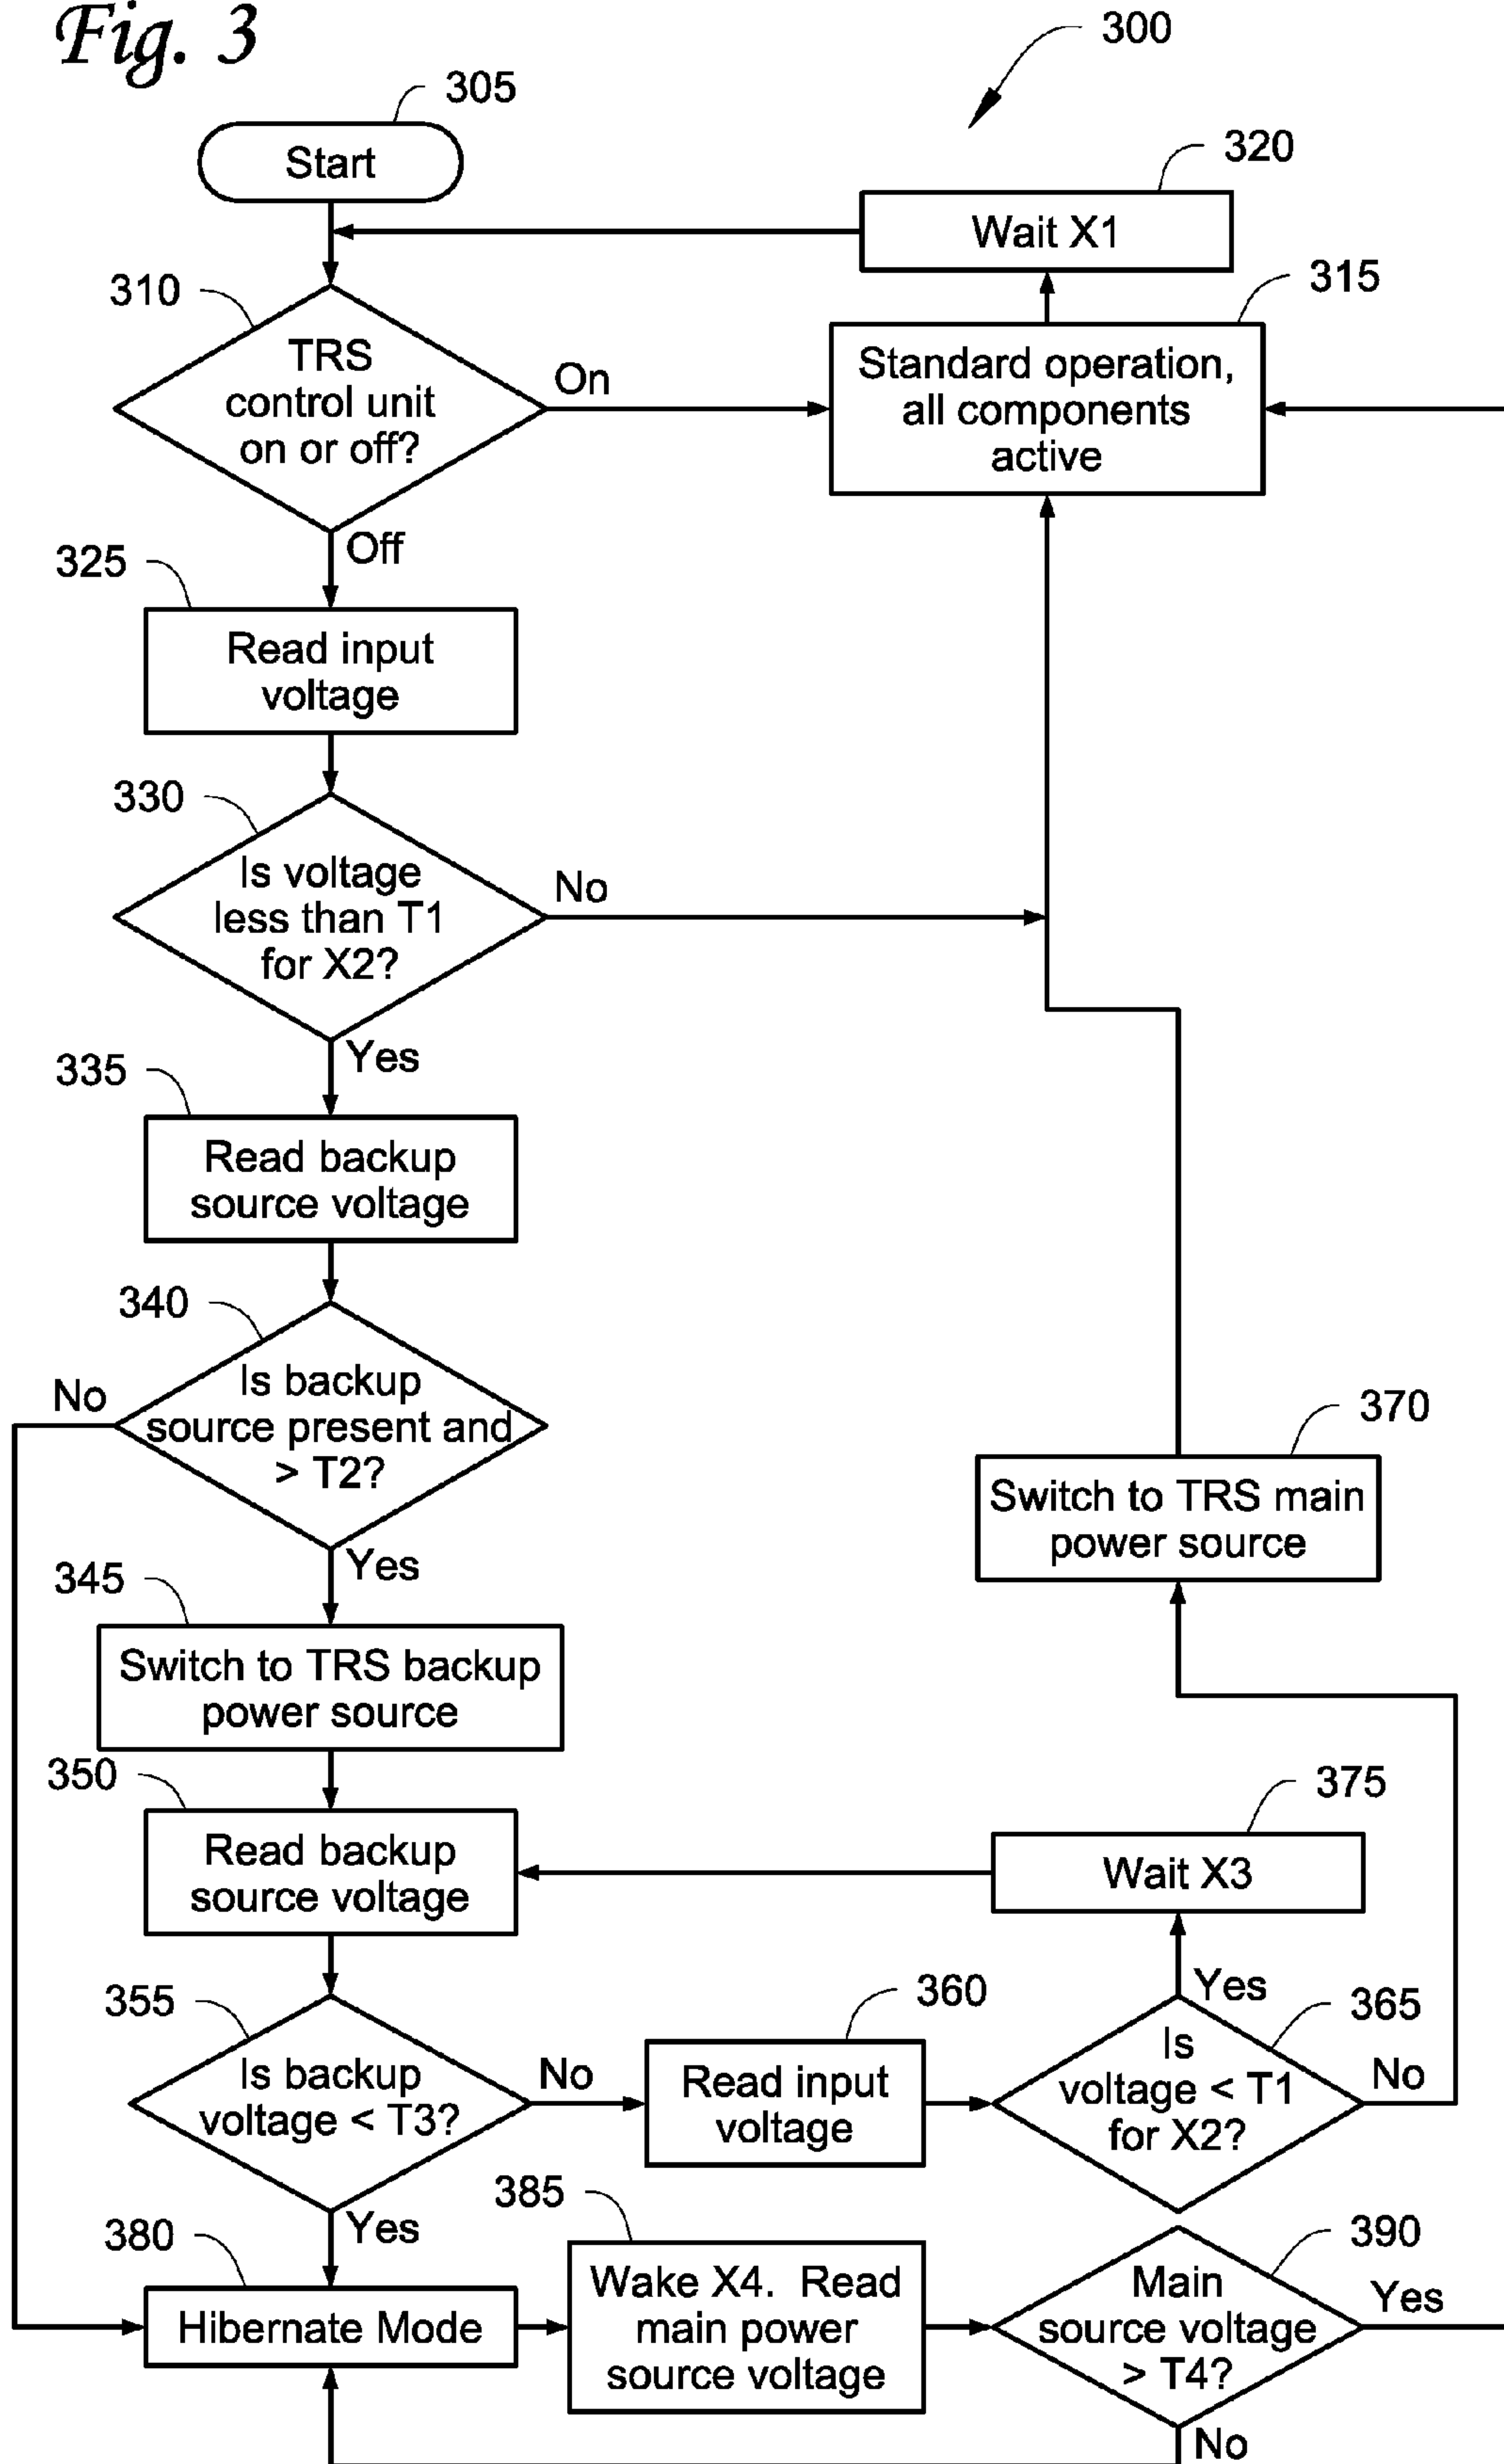 Fig. 3
300
305
Start
320
Wait X1
310
TRS
control unit
on or off?
On
315
Standard operation,
all components
active
Off
325
Read input
voltage
330
Is voltage
less than T1
for X2?
No
Yes
335
Read backup
source voltage
340
Is backup
source present and
> T2?
No
Yes
370
Switch to TRS main
power source
345
Switch to TRS backup
power source
350
Read backup
source voltage
375
Wait X3
355
Is backup
voltage < T3?
No
360
Read input
voltage
Yes
365
Is
voltage < T1
for X2?
No
Yes
380
Hibernate Mode
385
Wake X4. Read
main power
source voltage
390
Main
source voltage
> T4?
Yes
No